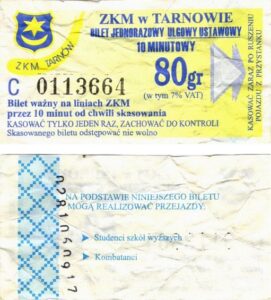 ZKM w TARNOWIE
BILET JEDNORAZOWY ULGOWY USTAWOWY
10 MINUTOWY
ZKM TARNÓW
80gr
(w tym 7% VAT)
C 0113664
Bilet ważny na liniach ZKM
przez 10 minut od chwili skasowania
KASOWAĆ TYLKO JEDEN RAZ, ZACHOWAĆ DO KONTROLI
Skasowanego biletu odstępować nie wolno
KASOWAĆ ZARAZ PO RUSZENIU
POJAZDU Z PRZYSTANKU
NA PODSTAWIE NINIEJSZEGO BILETU
MOGĄ REALIZOWAĆ PRZEJAZDY:
Studenci szkół wyższych
Kombatanci